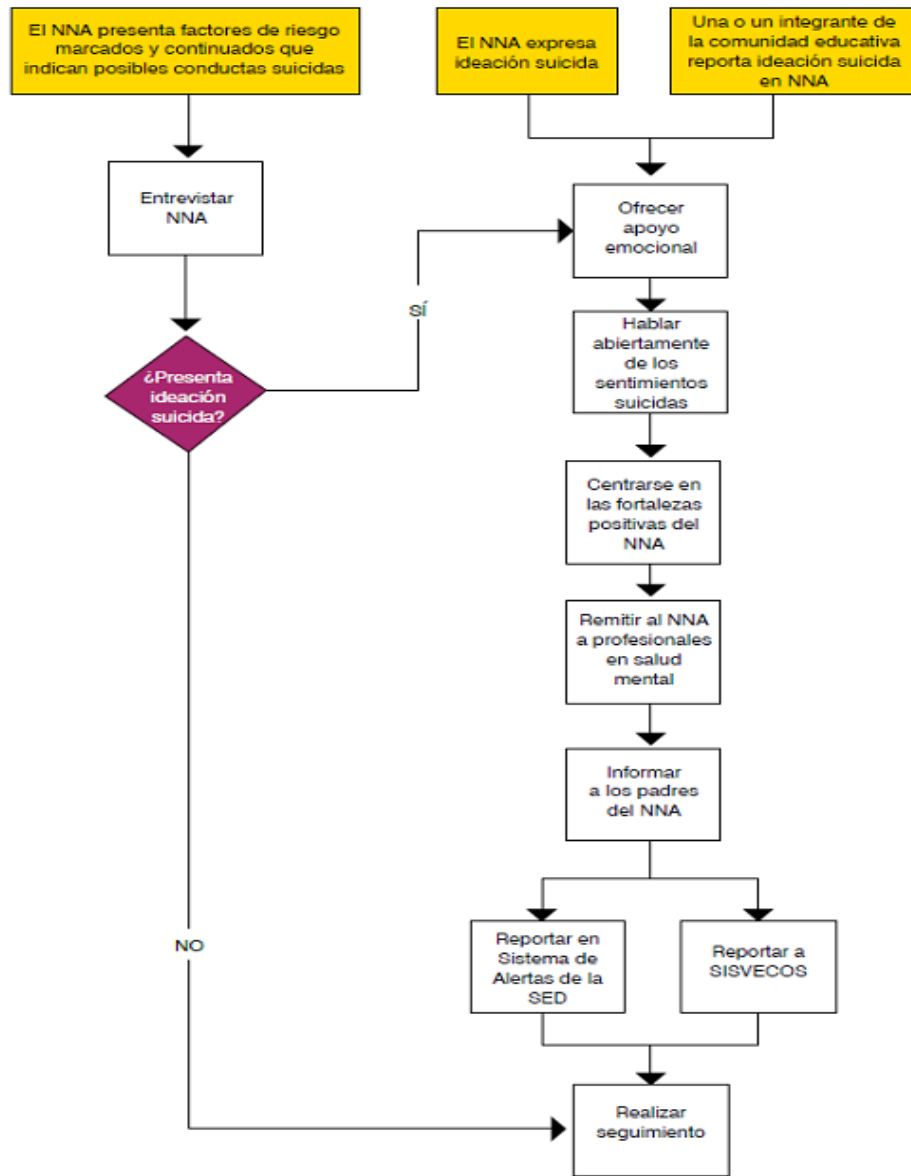 El NNA presenta factores de riesgo
marcados y continuados que
indican posibles conductas suicidas
El NNA expresa
ideación suicida
Una o un integrante de
la comunidad educativa
reporta ideación suicida
en NNA
Entrevistar
NNA
¿Presenta
ideación
suicida?
SÍ
NO
Ofrecer
apoyo
emocional
Hablar
abiertamente
de los
sentimientos
suicidas
Centrarse en
las fortalezas
positivas del
NNA
Remitir al NNA
a profesionales
en salud
mental
Informar
a los padres
del NNA
Reportar en
Sistema de
Alertas de la
SED
Reportar a
SISVECOS
Realizar
seguimiento